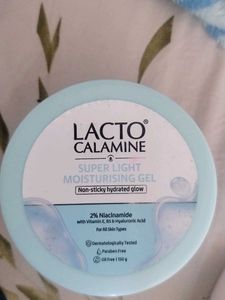 LACTO®
CALAMINE
SUPER LIGHT
MOISTURISING GEL
Non-sticky hydrated glow
2% Niacinamide
with Vitamin E, B5 & Hyaluronic Acid
For All Skin Types
Dermatologically Tested
Paraben Free
Oil Free | 150 g